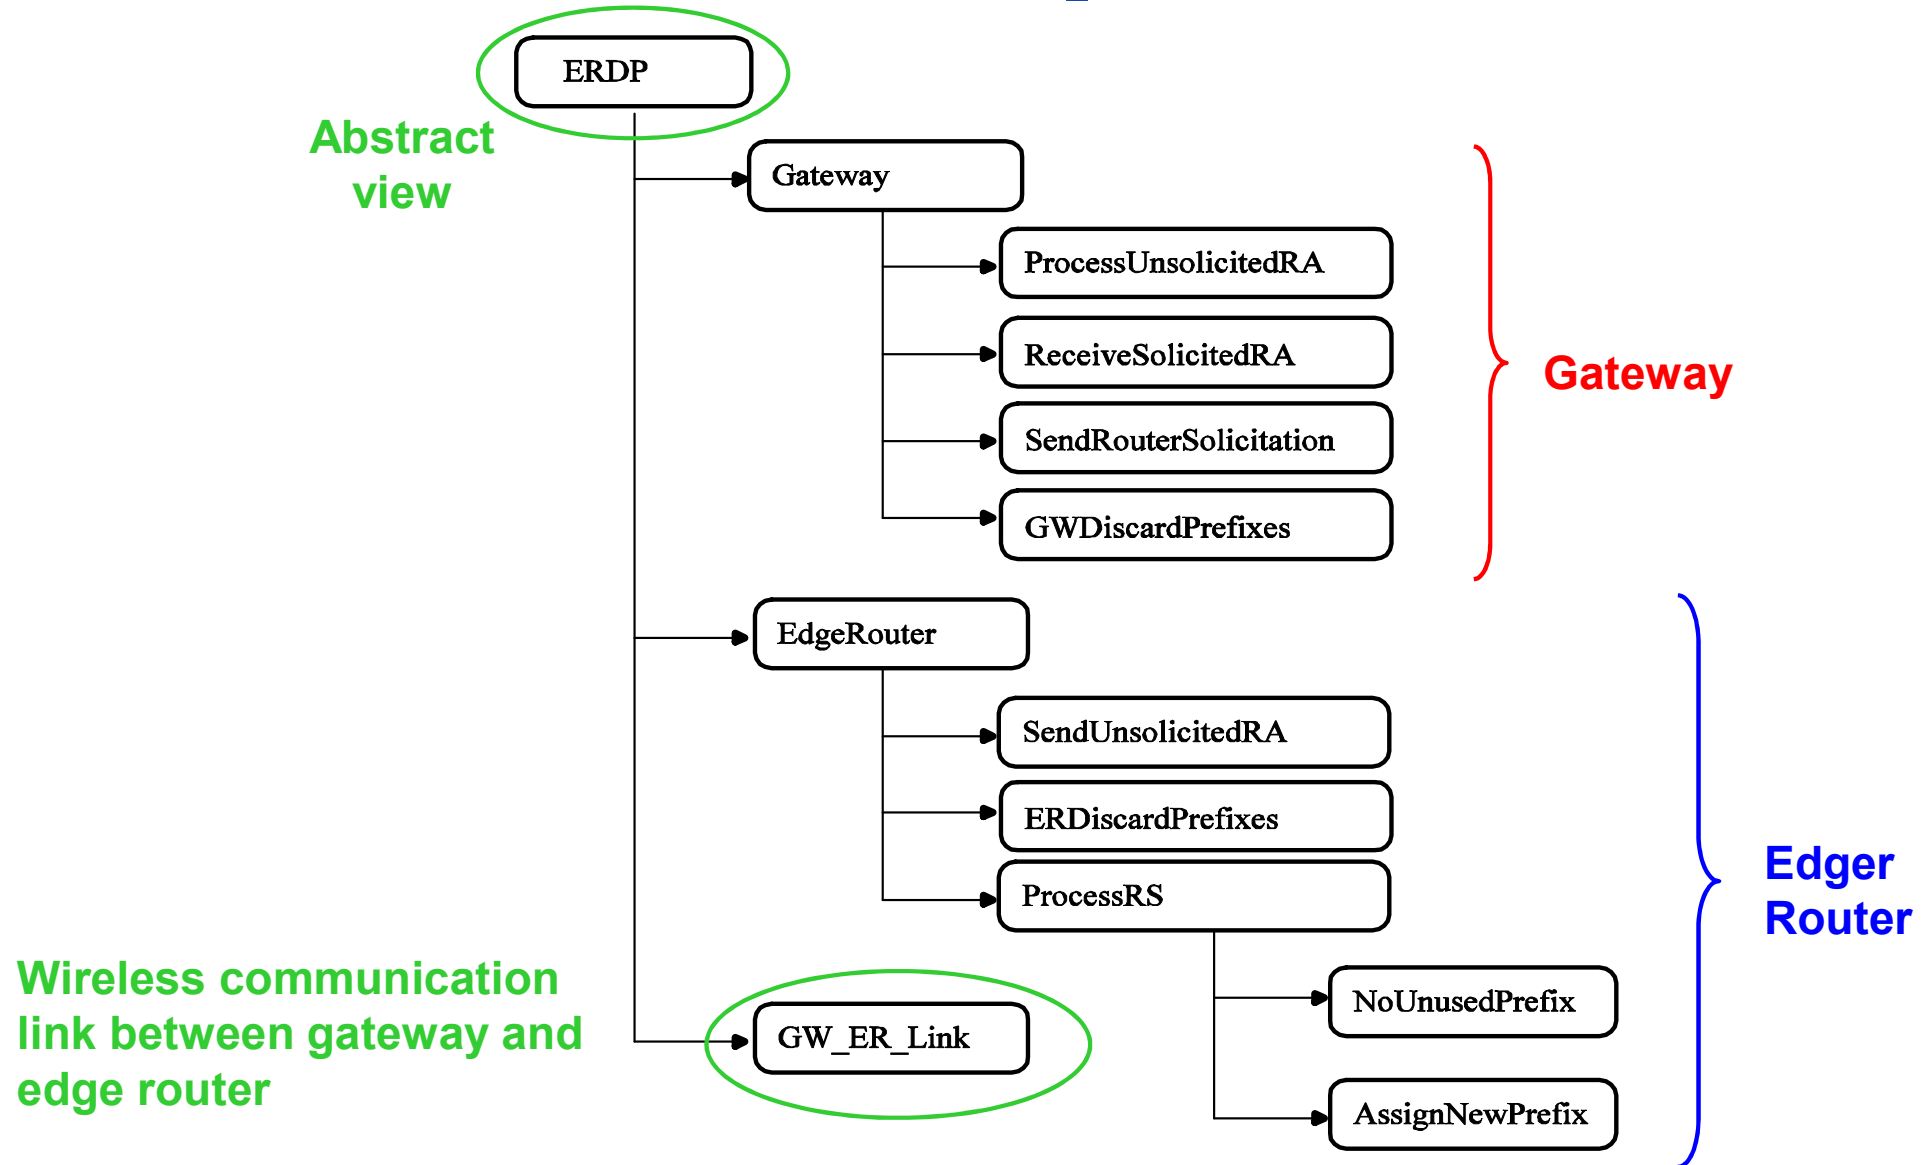 ERDP
Abstract
view
Gateway
ProcessUnsolicitedRA
ReceiveSolicitedRA
Gateway
SendRouterSolicitation
GWDiscardPrefixes
EdgeRouter
SendUnsolicitedRA
ERDiscardPrefixes
ProcessRS
Edger
Router
Wireless communication
link between gateway and
edge router
GW_ER_Link
NoUnusedPrefix
AssignNewPrefix